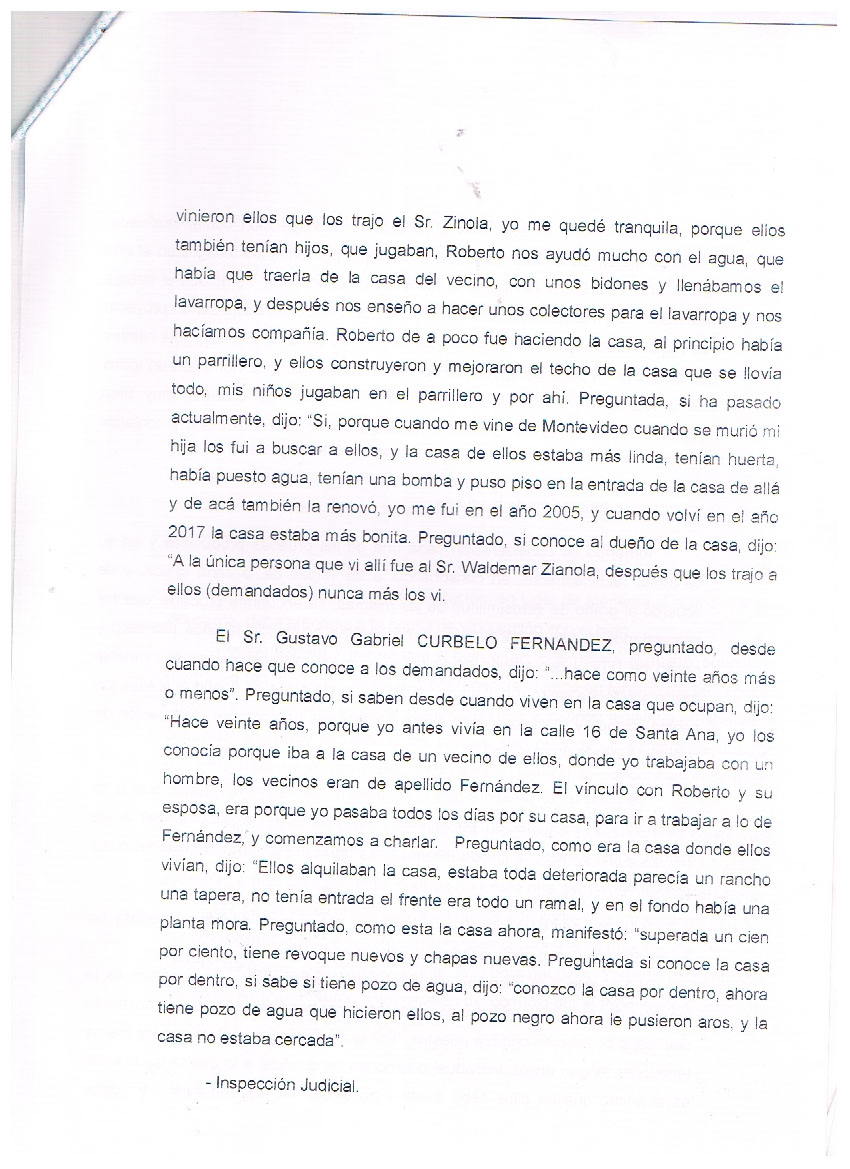 vinieron ellos que los trajo el Sr. Zinola, yo me quedé tranquila, porque ellos
también tenían hijos, que jugaban, Roberto nos ayudó mucho con el agua, que
había que traerla de la casa del vecino, con unos bidones y llenábamos el
lavarropa, y después nos enseño a hacer unos colectores para el lavarropa y nos
hacíamos compañía. Roberto de a poco fue haciendo la casa, al principio había
un parrillero, y ellos construyeron y mejoraron el techo de la casa que se llovía
todo, mis niños jugaban en el parrillero y por ahí. Preguntada, si ha pasado
actualmente, dijo: “Si, porque cuando me vine de Montevideo cuando se murió mi
hija los fui a buscar a ellos, y la casa de ellos estaba más linda, tenían huerta,
había puesto agua, tenían una bomba y puso piso en la entrada de la casa de allá
y de acá también la renovó, yo me fui en el año 2005, y cuando volví en el año
2017 la casa estaba más bonita. Preguntado, si conoce al dueño de la casa, dijo:
“A la única persona que vi allí fue al Sr. Waldemar Zianola, después que los trajo a
ellos (demandados) nunca más los vi.
El Sr. Gustavo Gabriel CURBELO FERNANDEZ, preguntado, desde
cuando hace que conoce a los demandados, dijo: “...hace como veinte años más
o menos”. Preguntado, si saben desde cuando viven en la casa que ocupan, dijo:
“Hace veinte años, porque yo antes vivía en la calle 16 de Santa Ana, yo los
conocía porque iba a la casa de un vecino de ellos, donde yo trabajaba con un
hombre, los vecinos eran de apellido Fernández. El vínculo con Roberto y su
esposa, era porque yo pasaba todos los días por su casa, para ir a trabajar a lo de
Fernández, y comenzamos a charlar. Preguntado, como era la casa donde ellos
vivían, dijo: “Ellos alquilaban la casa, estaba toda deteriorada parecía un rancho
una tapera, no tenía entrada el frente era todo un ramal, y en el fondo había una
planta mora. Preguntado, como esta la casa ahora, manifestó: “superada un cien
por ciento, tiene revoque nuevos y chapas nuevas. Preguntada si conoce la casa
por dentro, si sabe si tiene pozo de agua, dijo: “conozco la casa por dentro, ahora
tiene pozo de agua que hicieron ellos, al pozo negro ahora le pusieron aros, y la
casa no estaba cercada”.
- Inspección Judicial.